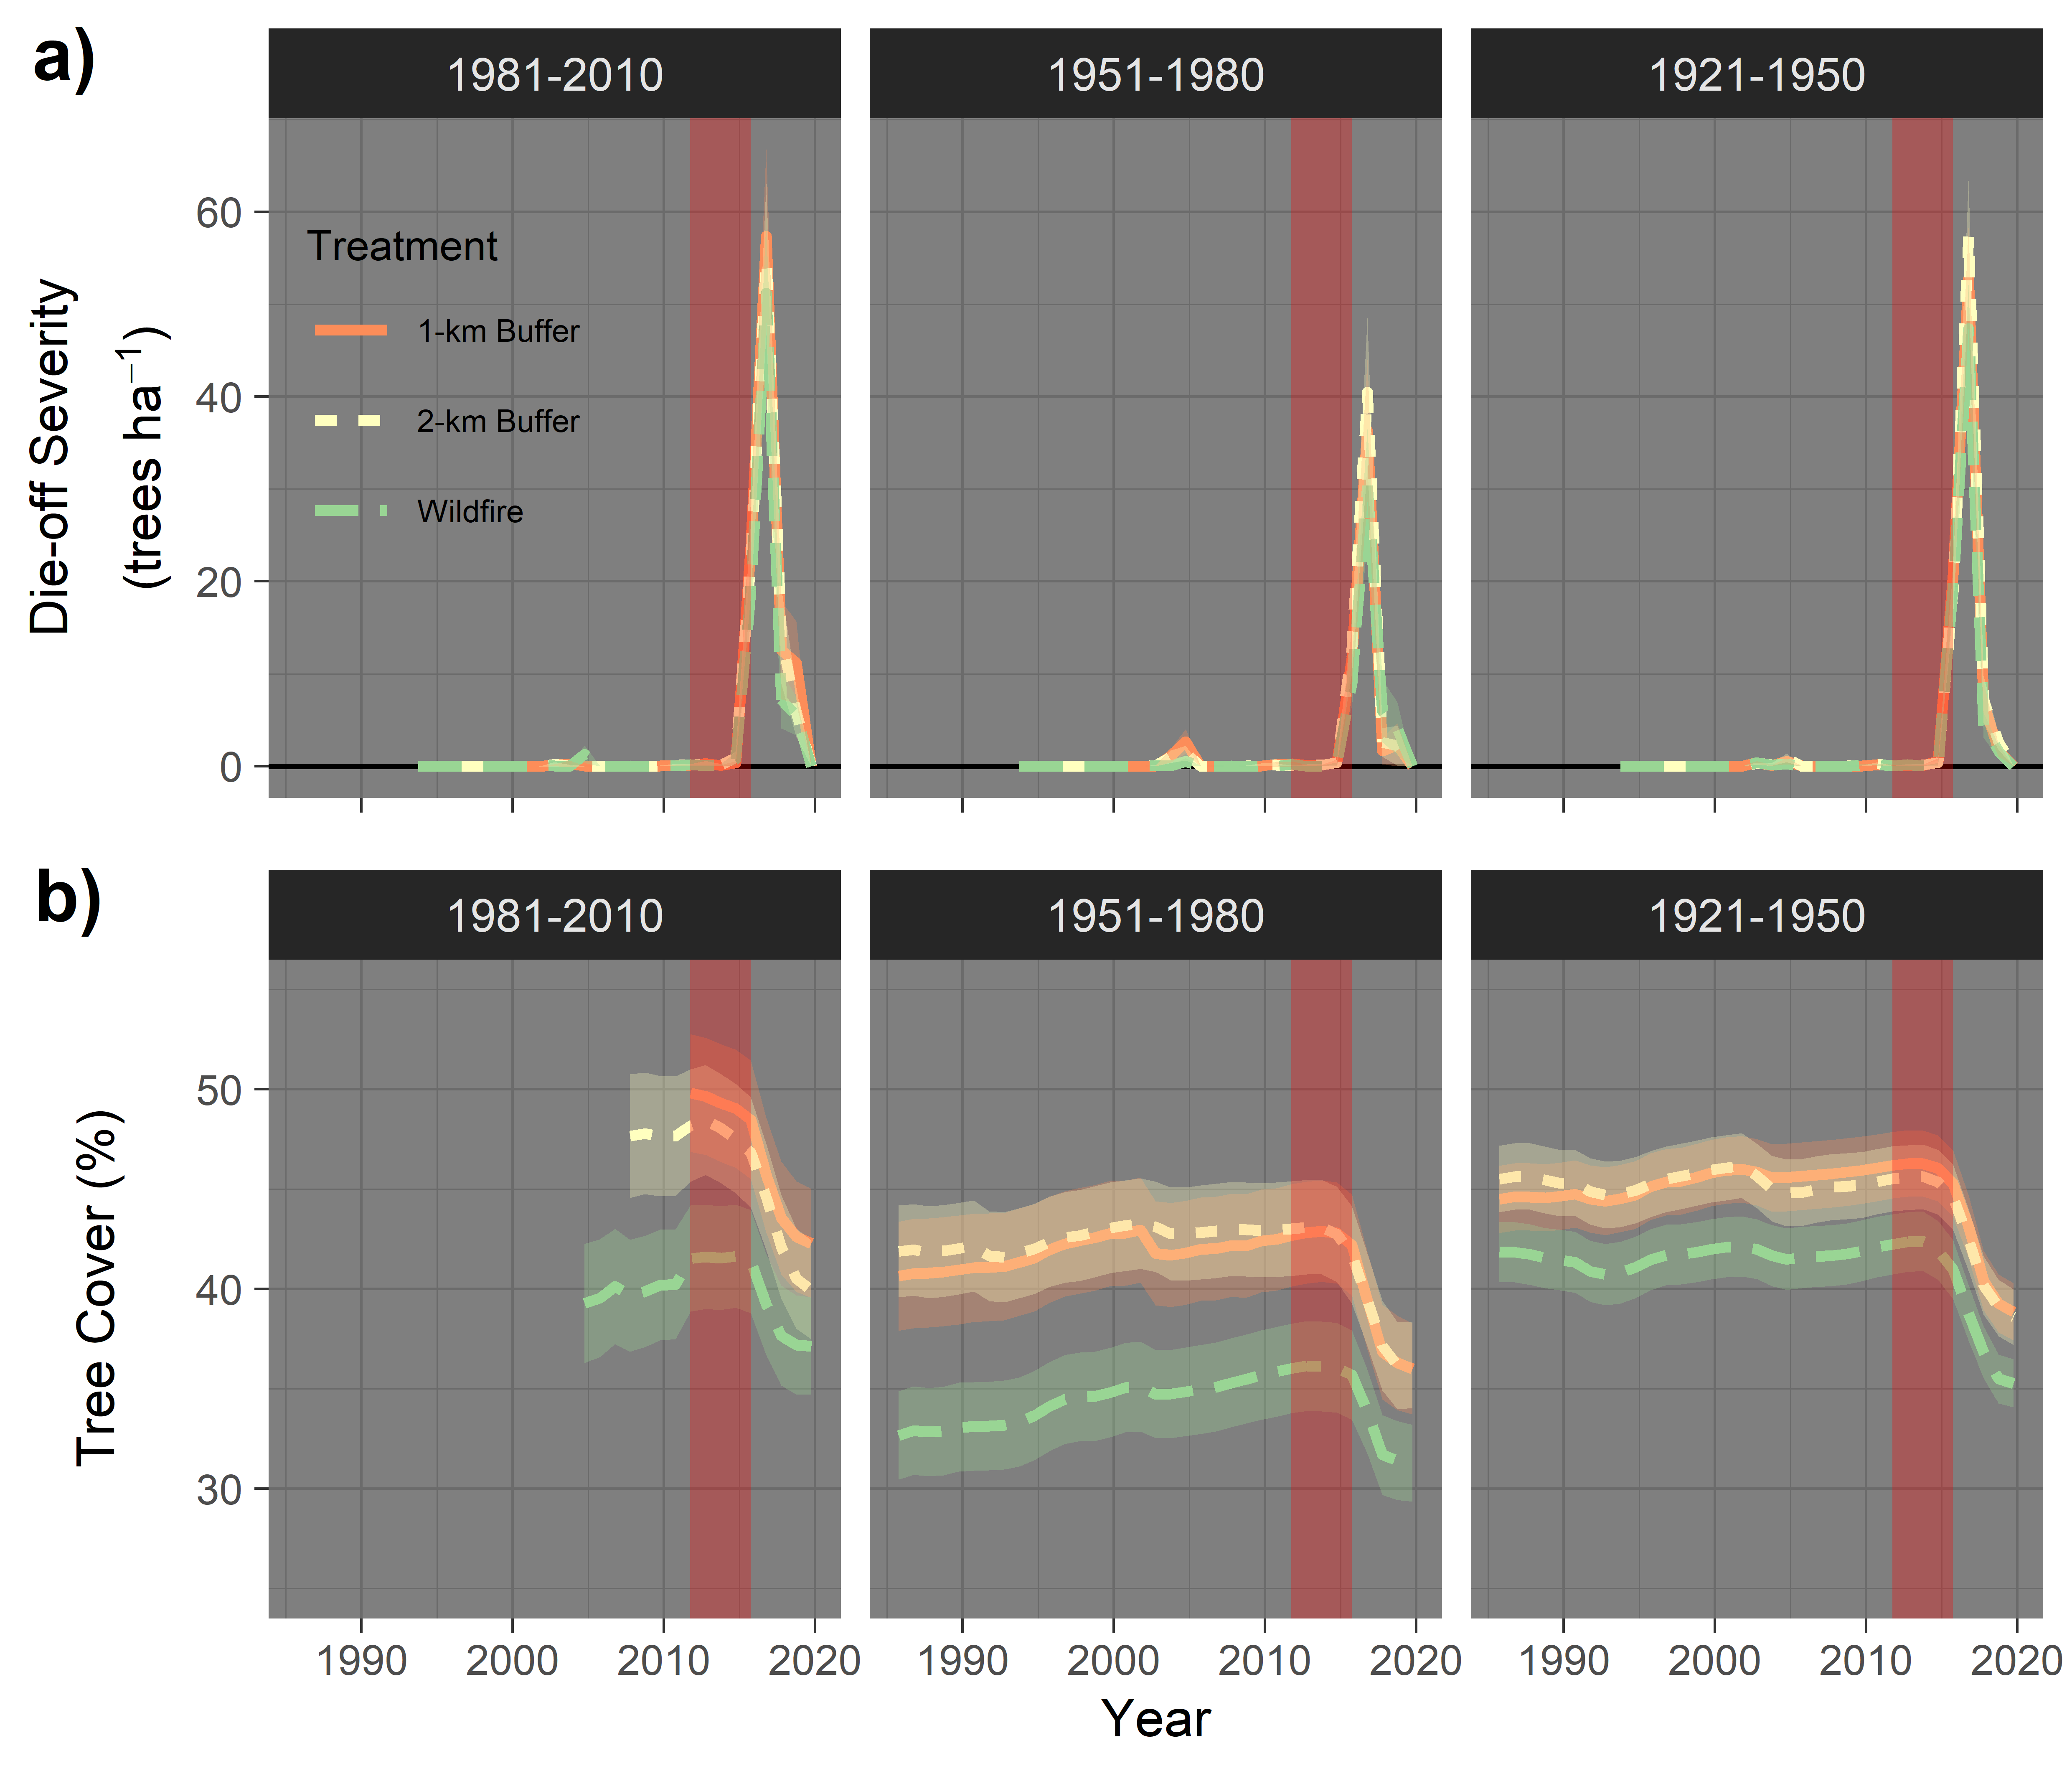 a)
1981-2010
1951-1980
1921-1950
Die-off Severity
(trees ha⁻¹)
60
40
20
0
Treatment
1-km Buffer
2-km Buffer
Wildfire
b)
1981-2010
1951-1980
1921-1950
Tree Cover (%)
50
40
30
1990 2000 2010 2020
1990 2000 2010 2020
1990 2000 2010 2020
Year